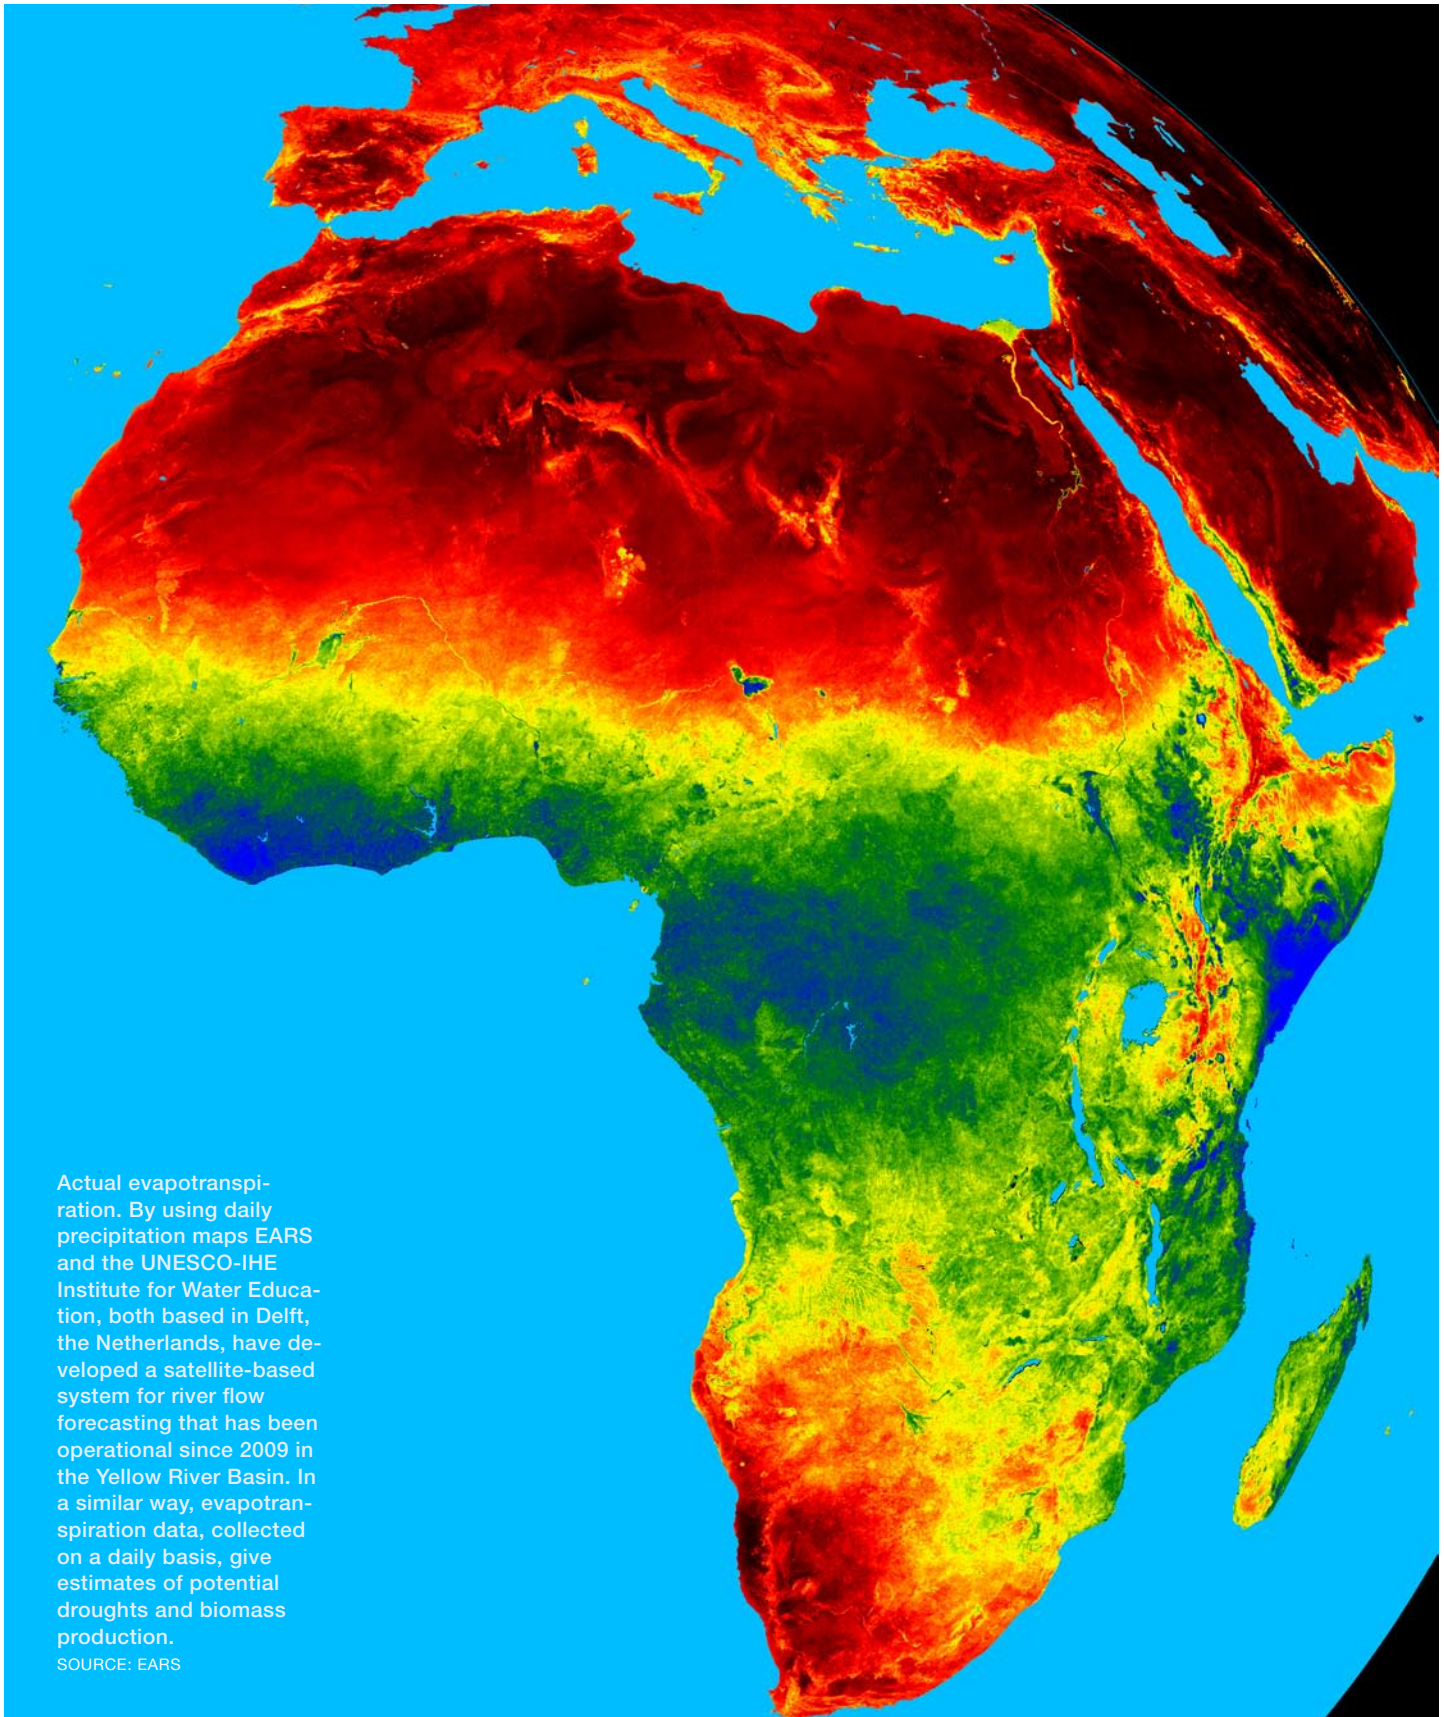 Actual evapotranspi-
ration. By using daily
precipitation maps EARS
and the UNESCO-IHE
Institute for Water Educa-
tion, both based in Delft,
the Netherlands, have de-
veloped a satellite-based
system for river flow
forecasting that has been
operational since 2009 in
the Yellow River Basin. In
a similar way, evapotran-
spiration data, collected
on a daily basis, give
estimates of potential
droughts and biomass
production.
SOURCE: EARS